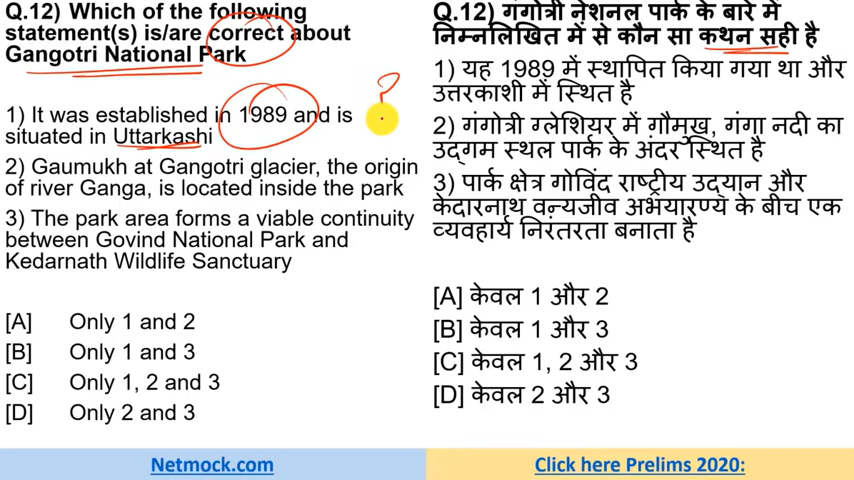 Q.12) Which of the following
statement(s) is/are correct about
Gangotri National Park
1) It was established in 1989 and is
situated in Uttarkashi
2) Gaumukh at Gangotri glacier, the origin
of river Ganga, is located inside the park
3) The park area forms a viable continuity
between Govind National Park and
Kedarnath Wildlife Sanctuary
[A] Only 1 and 2
[B] Only 1 and 3
[C] Only 1, 2 and 3
[D] Only 2 and 3
?
Q.12) गंगोत्री नेशनल पार्क के बारे में
निम्नलिखित में से कौन सा कथन सही है
1) यह 1989 में स्थापित किया गया था और
उत्तरकाशी में स्थित है
2) गंगोत्री ग्लेशियर में गौमुख, गंगा नदी का
उद्गम स्थल पार्क के अंदर स्थित है
3) पार्क क्षेत्र गोविंद राष्ट्रीय उद्यान और
केदारनाथ वन्यजीव अभयारण्य के बीच एक
व्यवहार्य निरंतरता बनाता है
[A] केवल 1 और 2
[B] केवल 1 और 3
[C] केवल 1, 2 और 3
[D] केवल 2 और 3
Netmock.com
Click here Prelims 2020: